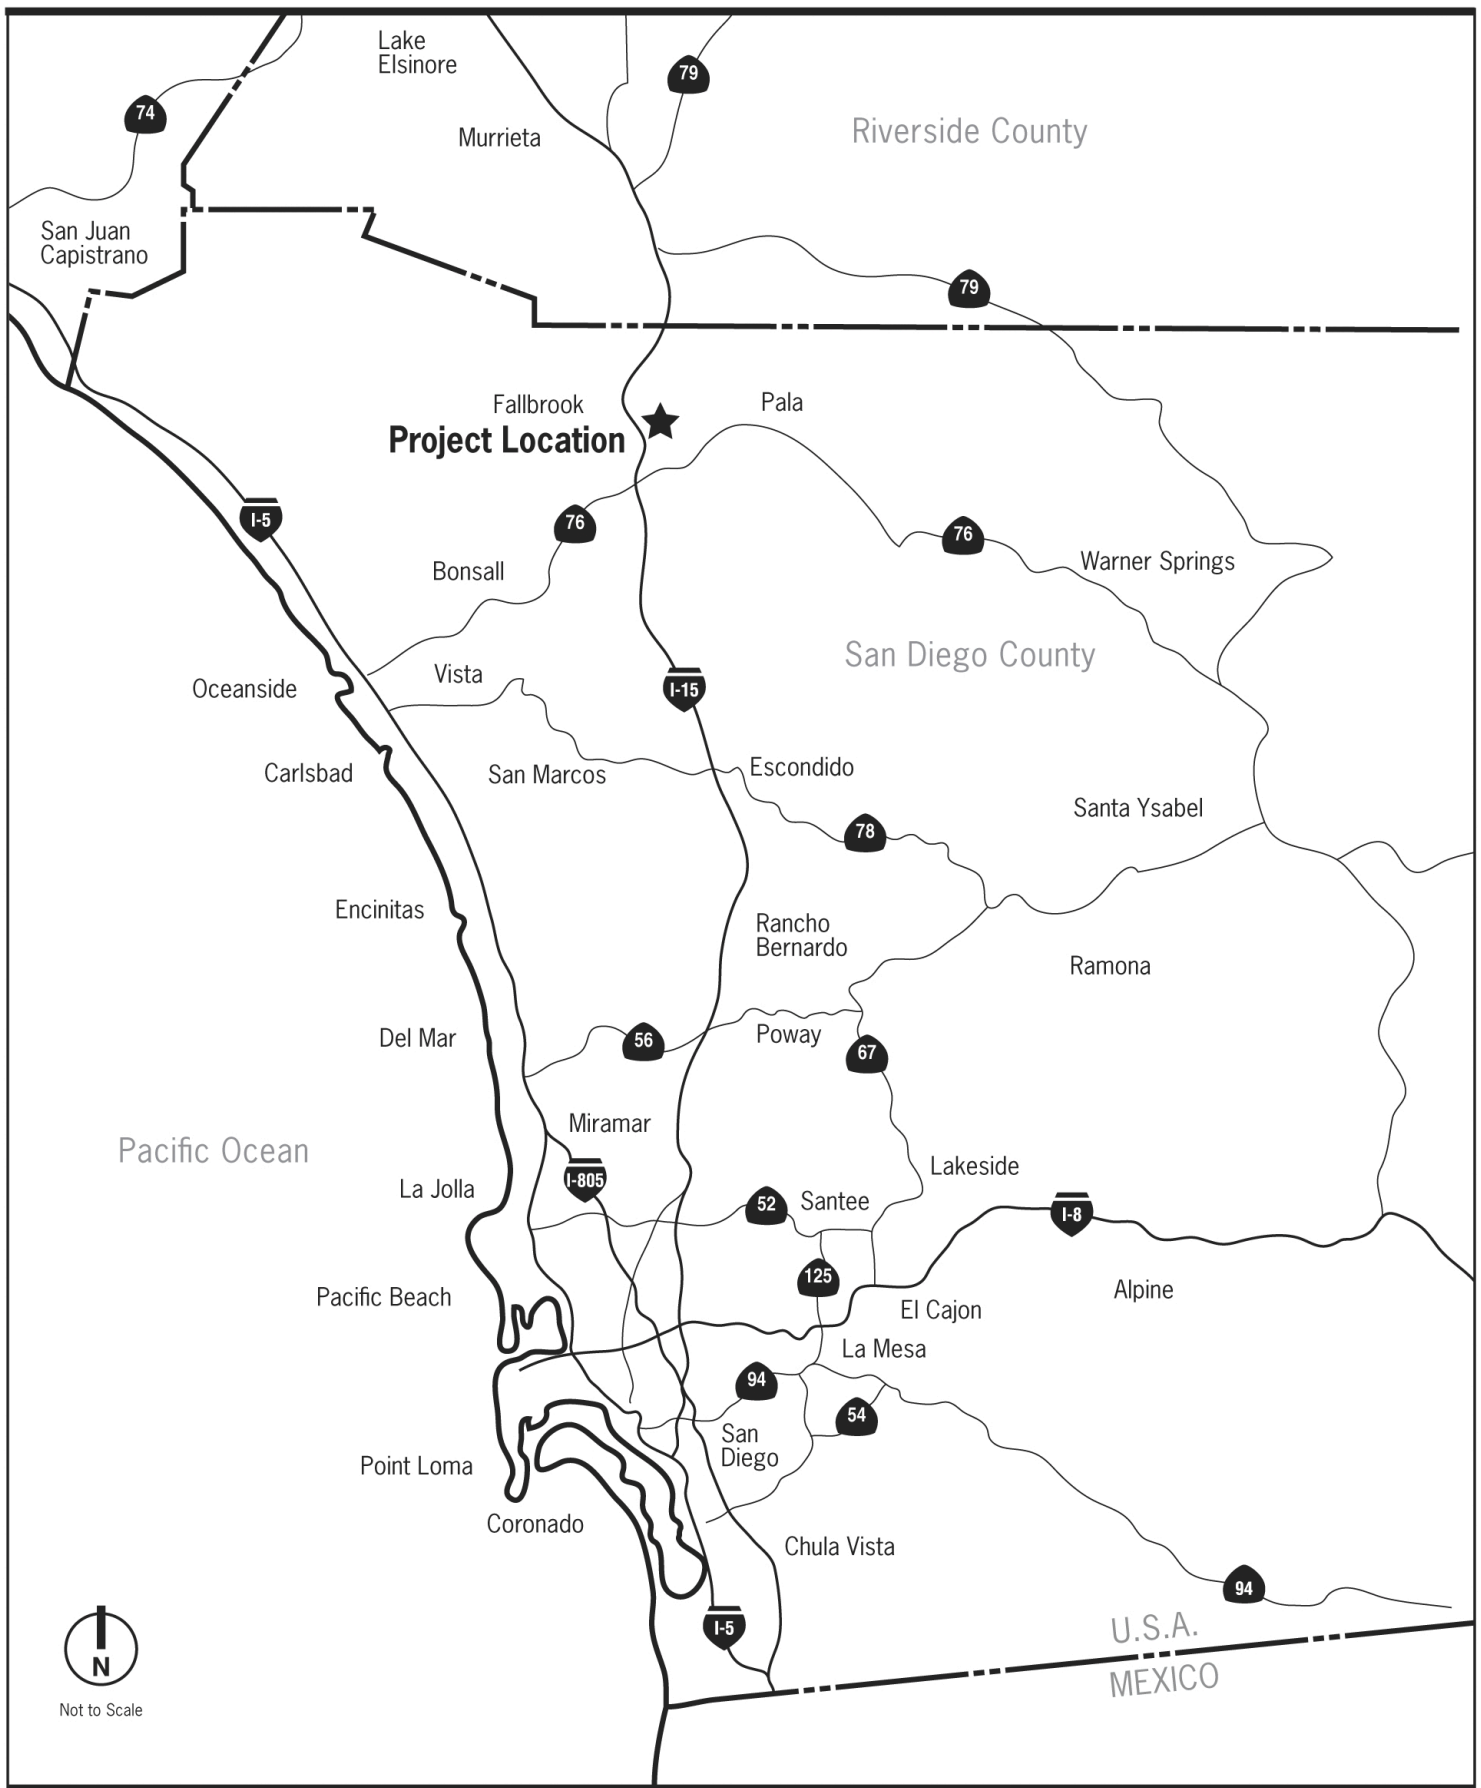 Lake
Elsinore
79
74
Murrieta
Riverside County
San Juan
Capistrano
79
Fallbrook
Pala
Project Location
I-5
76
76
Bonsall
Warner Springs
San Diego County
Vista
Oceanside
I-15
Carlsbad
San Marcos
Escondido
Santa Ysabel
78
Encinitas
Rancho
Bernardo
Ramona
Del Mar
56
Poway
67
Miramar
Pacific Ocean
Lakeside
La Jolla
I-805
52
Santee
I-8
125
Pacific Beach
El Cajon
Alpine
La Mesa
94
54
San
Diego
Point Loma
Coronado
Chula Vista
94
I-5
U.S.A.
MEXICO
N
Not to Scale